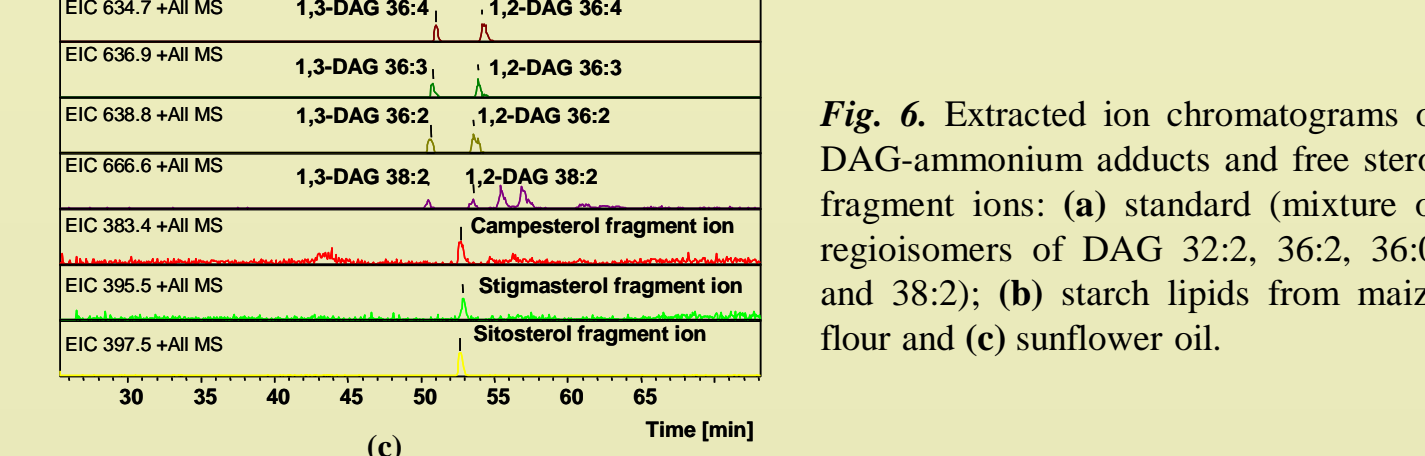 EIC 634.7 +All MS 1,3-DAG 36:4 1,2-DAG 36:4
EIC 636.9 +All MS 1,3-DAG 36:3 1,2-DAG 36:3
EIC 638.8 +All MS 1,3-DAG 36:2 1,2-DAG 36:2
EIC 666.6 +All MS 1,3-DAG 38:2 1,2-DAG 38:2
EIC 383.4 +All MS Campesterol fragment ion
EIC 395.5 +All MS Stigmasterol fragment ion
EIC 397.5 +All MS Sitosterol fragment ion
30 35 40 45 50 55 60 65
Time [min]
(c)
Fig. 6. Extracted ion chromatograms
DAG-ammonium adducts and free
fragment ions: (a) standard (mixture
regioisomers of DAG 32:2, 36:2,
and 38:2); (b) starch lipids from
flour and (c) sunflower oil.